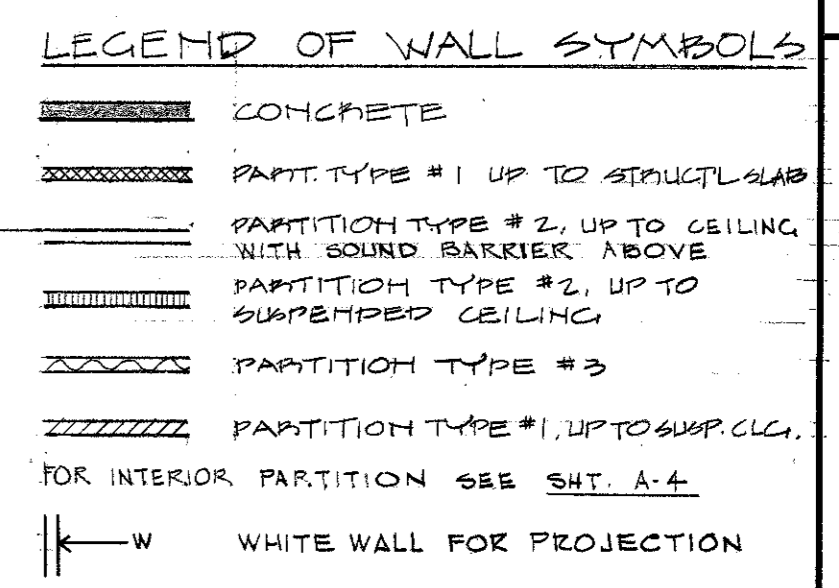 LEGEND OF WALL SYMBOLS
CONCRETE
PART. TYPE #1 UP TO STRUCT'L SLAB
PARTITION TYPE #2, UP TO CEILING
WITH SOUND BARRIER ABOVE
PARTITION TYPE #2, UP TO
SUSPENDED CEILING
PARTITION TYPE #3
PARTITION TYPE #1, UP TO SUSP. CLG.
FOR INTERIOR PARTITION SEE SHT. A-4
W WHITE WALL FOR PROJECTION